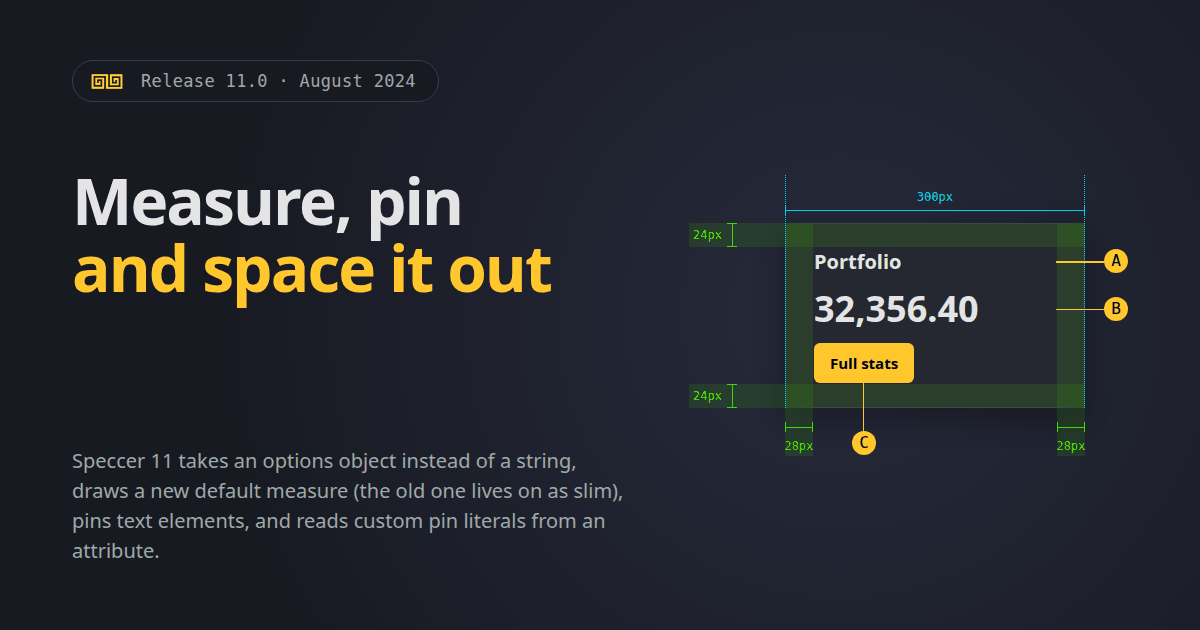 Release 11.0 · August 2024
Measure, pin
and space it out
Speccer 11 takes an options object instead of a string,
draws a new default measure (the old one lives on as slim),
pins text elements, and reads custom pin literals from an
attribute.
300px
24px
Portfolio
A
32,356.40
B
Full stats
24px
C
28px
28px